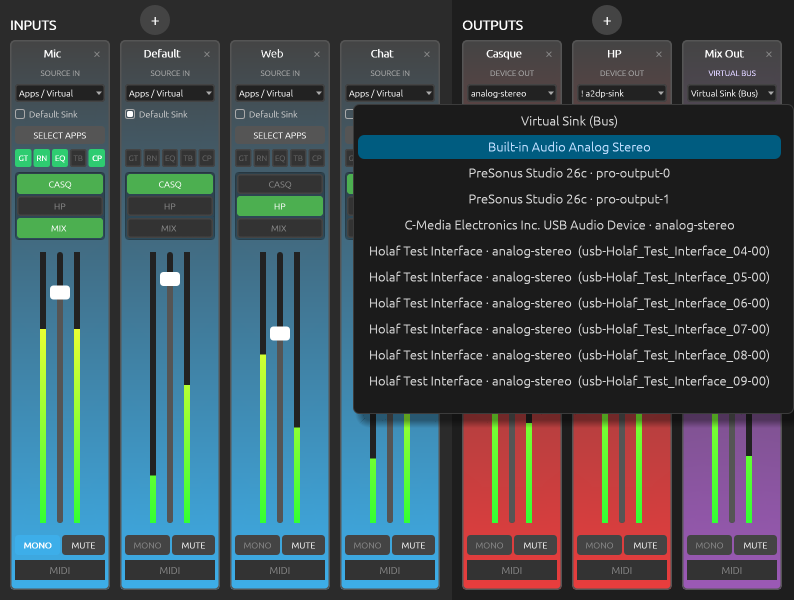 INPUTS
+
OUTPUTS
+
Mic ×
SOURCE IN
Apps / Virtual
Default Sink
SELECT APPS
GT RN EQ TB CP
CASQ
HP
MIX
MONO MUTE
MIDI
Default ×
SOURCE IN
Apps / Virtual
Default Sink
GT RN EQ TB CP
CASQ
HP
MIX
MONO MUTE
MIDI
Web ×
SOURCE IN
Apps / Virtual
Default Sink
SELECT APPS
GT RN EQ TB CP
CASQ
HP
MIX
MONO MUTE
MIDI
Chat ×
SOURCE IN
Apps / Virtual
MONO MUTE
MIDI
Casque ×
DEVICE OUT
analog-stereo
MONO MUTE
MIDI
HP ×
DEVICE OUT
! a2dp-sink
MONO MUTE
MIDI
Mix Out ×
VIRTUAL BUS
Virtual Sink (Bus)
MONO MUTE
MIDI
Virtual Sink (Bus)
Built-in Audio Analog Stereo
PreSonus Studio 26c · pro-output-0
PreSonus Studio 26c · pro-output-1
C-Media Electronics Inc. USB Audio Device · analog-stereo
Holaf Test Interface · analog-stereo (usb-Holaf_Test_Interface_04-00)
Holaf Test Interface · analog-stereo (usb-Holaf_Test_Interface_05-00)
Holaf Test Interface · analog-stereo (usb-Holaf_Test_Interface_06-00)
Holaf Test Interface · analog-stereo (usb-Holaf_Test_Interface_07-00)
Holaf Test Interface · analog-stereo (usb-Holaf_Test_Interface_08-00)
Holaf Test Interface · analog-stereo (usb-Holaf_Test_Interface_09-00)